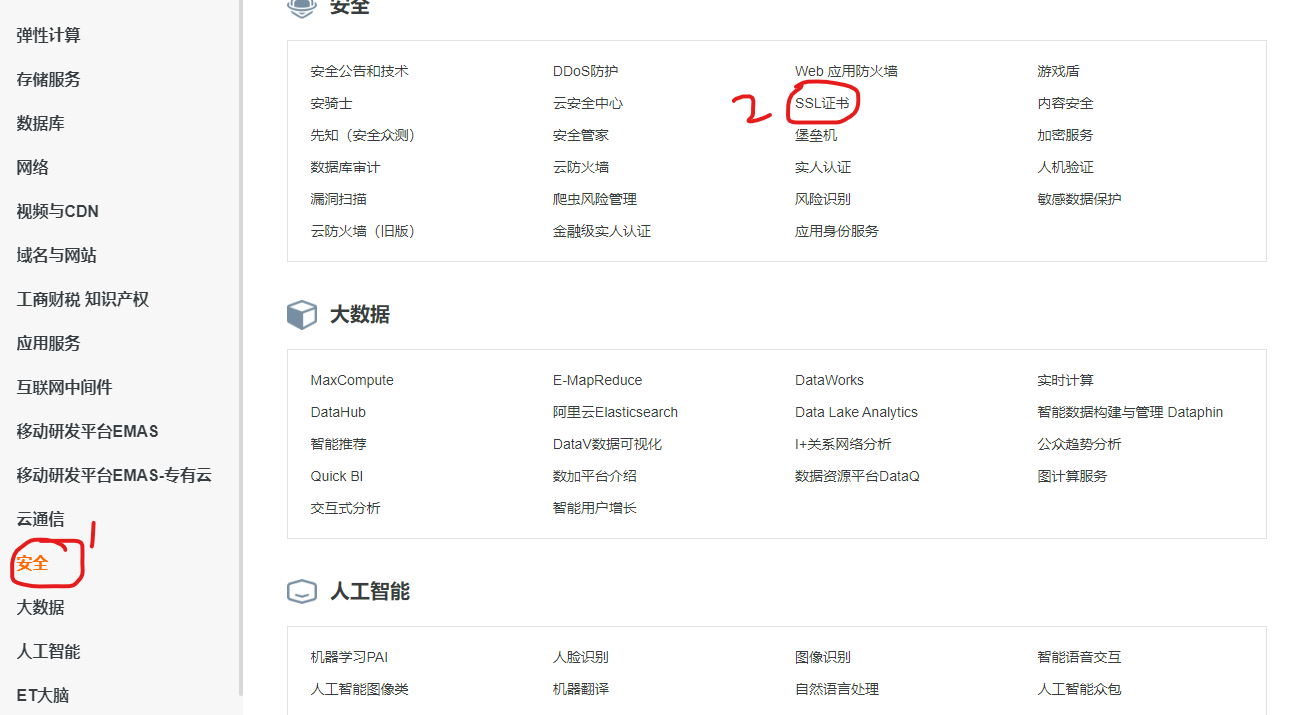 弹性计算
存储服务
数据库
网络
视频与CDN
域名与网站
工商财税 知识产权
应用服务
互联网中间件
移动研发平台EMAS
移动研发平台EMAS-专有云
云通信
1
安全
大数据
人工智能
ET大脑
安全
安全公告和技术 DDoS防护 Web 应用防火墙 游戏盾
安骑士 云安全中心 2 SSL证书 内容安全
先知（安全众测） 安全管家 堡垒机 加密服务
数据库审计 云防火墙 实人认证 人机验证
漏洞扫描 爬虫风险管理 风险识别 敏感数据保护
云防火墙（旧版） 金融级实人认证 应用身份服务
大数据
MaxCompute E-MapReduce DataWorks 实时计算
DataHub 阿里云Elasticsearch Data Lake Analytics 智能数据构建与管理 Dataphin
智能推荐 DataV数据可视化 I+关系网络分析 公众趋势分析
Quick BI 数加平台介绍 数据资源平台DataQ 图计算服务
交互式分析 智能用户增长
人工智能
机器学习PAI 人脸识别 图像识别 智能语音交互
人工智能图像类 机器翻译 自然语言处理 人工智能众包